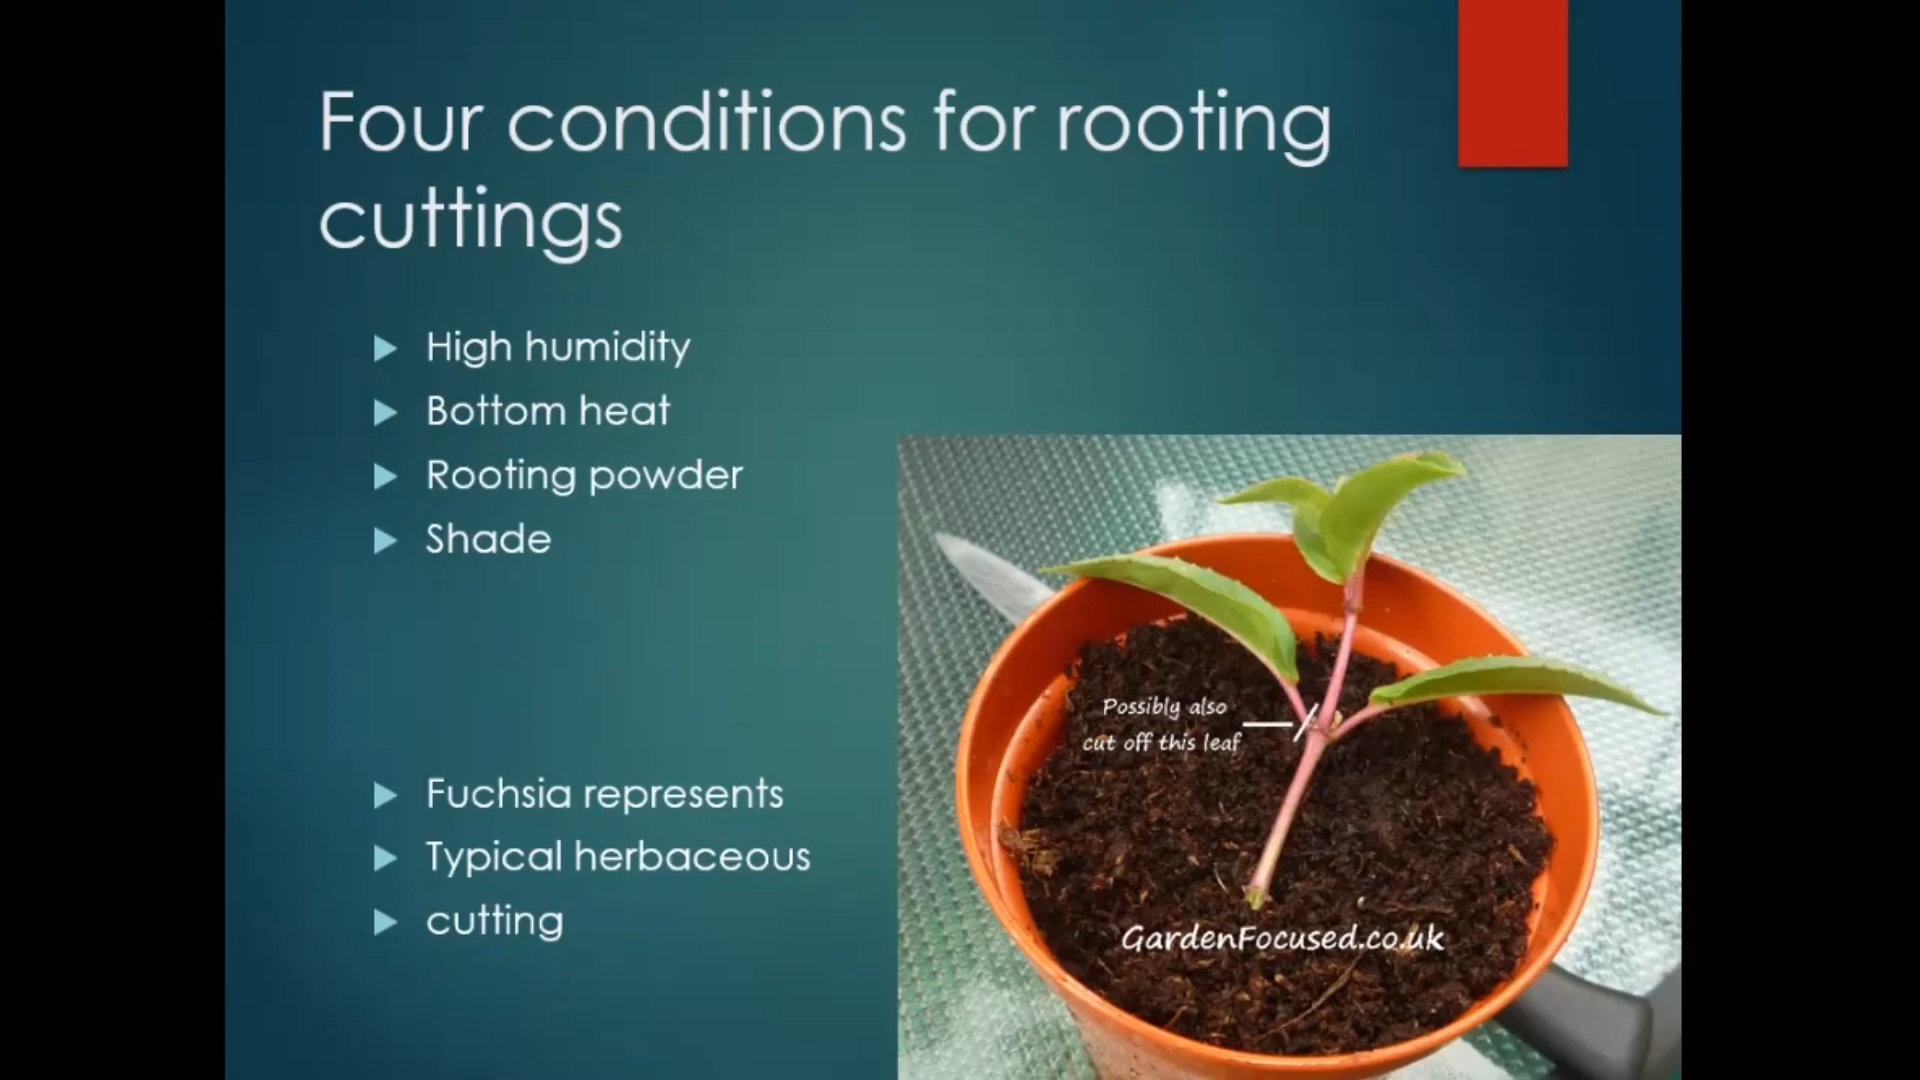 Four conditions for rooting
cuttings
High humidity
Bottom heat
Rooting powder
Shade
Fuchsia represents
Typical herbaceous
cutting
Possibly also
cut off this leaf
GardenFocused.co.uk